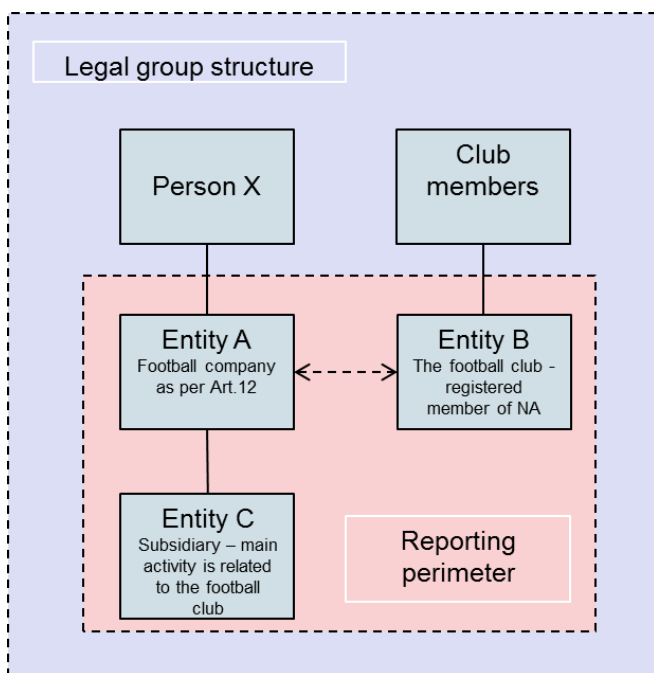 Legal group structure
Person X
Club
members
Entity A
Football company
as per Art.12
Entity B
The football club -
registered
member of NA
Entity C
Subsidiary – main
activity is related
to the football
club
Reporting
perimeter